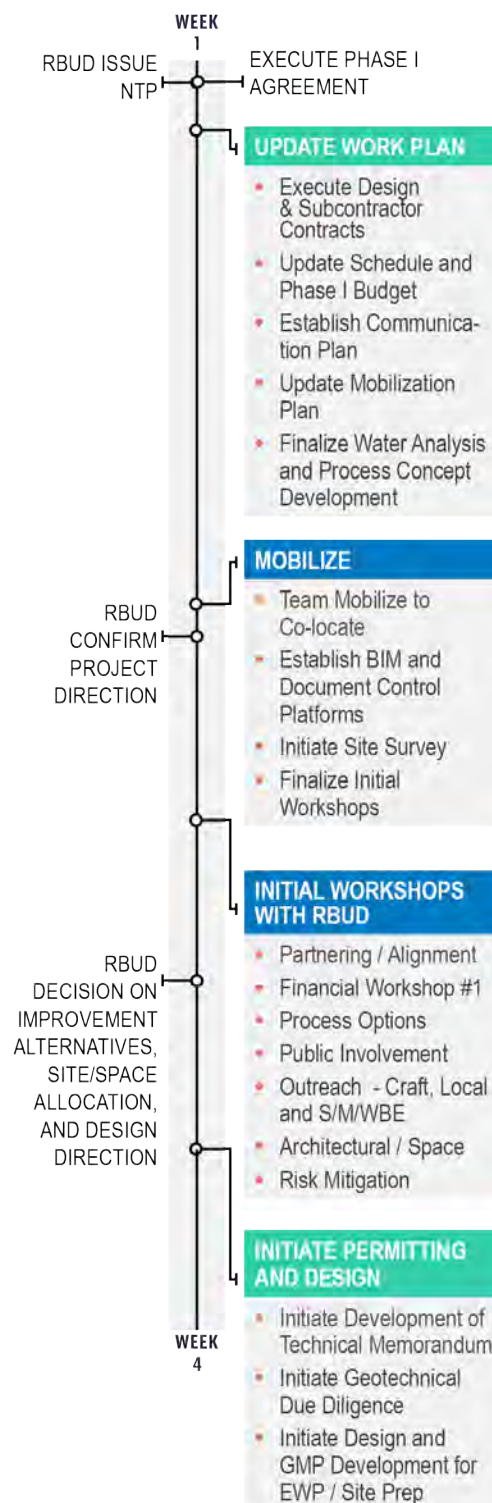 WEEK
1
RBUD ISSUE
NTP
EXECUTE PHASE I
AGREEMENT
UPDATE WORK PLAN
• Execute Design
& Subcontractor
Contracts
• Update Schedule and
Phase I Budget
• Establish Communica-
tion Plan
• Update Mobilization
Plan
• Finalize Water Analysis
and Process Concept
Development
MOBILIZE
• Team Mobilize to
Co-locate
• Establish BIM and
Document Control
Platforms
• Initiate Site Survey
• Finalize Initial
Workshops
RBUD
CONFIRM
PROJECT
DIRECTION
INITIAL WORKSHOPS
WITH RBUD
• Partnering / Alignment
• Financial Workshop #1
• Process Options
• Public Involvement
• Outreach - Craft, Local
and S/M/WBE
• Architectural / Space
• Risk Mitigation
RBUD
DECISION ON
IMPROVEMENT
ALTERNATIVES,
SITE/SPACE
ALLOCATION,
AND DESIGN
DIRECTION
INITIATE PERMITTING
AND DESIGN
• Initiate Development of
Technical Memorandum
• Initiate Geotechnical
Due Diligence
• Initiate Design and
GMP Development for
EWP / Site Prep
WEEK
4